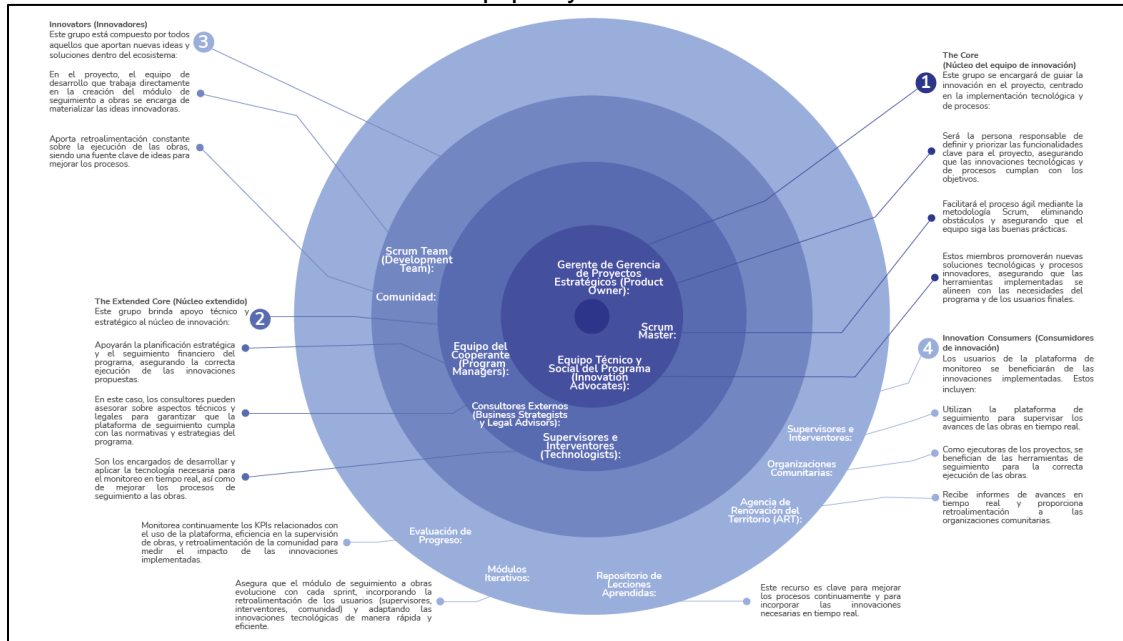 Innovators (Innovadores)
Este grupo está compuesto por todos
aquellos que aportan nuevas ideas y
soluciones dentro del ecosistema:
3
En el proyecto, el equipo de
desarrollo que trabaja directamente
en la creación del módulo de
seguimiento a obras se encarga de
materializar las ideas innovadoras.
Aporta retroalimentación constante
sobre la ejecución de las obras,
siendo una fuente clave de ideas para
mejorar los procesos.
The Extended Core (Núcleo extendido)
Este grupo brinda apoyo técnico y
estratégico al núcleo de innovación:
2
Apoyarán la planificación estratégica
y el seguimiento financiero del
programa, asegurando la correcta
ejecución de las innovaciones
propuestas.
En este caso, los consultores pueden
asesorar sobre aspectos técnicos y
legales para garantizar que la
plataforma de seguimiento cumpla
con las normativas y estrategias del
programa.
Son los encargados de desarrollar y
aplicar la tecnología necesaria para
el monitoreo en tiempo real, así como
de mejorar los procesos de
seguimiento a las obras.
Monitorea continuamente los KPIs relacionados con
el uso de la plataforma, eficiencia en la supervisión
de obras, y retroalimentación de la comunidad para
medir el impacto de las innovaciones
implementadas.
Asegura que el módulo de seguimiento a obras
evolucione con cada sprint, incorporando la
retroalimentación de los usuarios (supervisores,
interventores, comunidad) y adaptando las
innovaciones tecnológicas de manera rápida y
eficiente.
Scrum Team
(Development
Team):
Comunidad:
Equipo del
Cooperante
(Program
Managers):
Consultores Externos
(Business Strategists
y Legal Advisors):
Supervisores e
Interventores
(Technologists):
Gerente de Gerencia
de Proyectos
Estratégicos (Product
Owner):
Scrum
Master:
Equipo Técnico y
Social del Programa
(Innovation
Advocates):
Supervisores e
Interventores:
Organizaciones
Comunitarias:
Agencia de
Renovación del
Territorio (ART):
Evaluación de
Progreso:
Módulos
Iterativos:
Repositorio de
Lecciones
Aprendidas:
The Core
(Núcleo del equipo de innovación)
1
Este grupo se encargará de guiar la
innovación en el proyecto, centrado
en la implementación tecnológica y
de procesos:
Será la persona responsable de
definir y priorizar las funcionalidades
clave para el proyecto, asegurando
que las innovaciones tecnológicas y
de procesos cumplan con los
objetivos.
Facilitará el proceso ágil mediante la
metodología Scrum, eliminando
obstáculos y asegurando que el
equipo siga las buenas prácticas.
Estos miembros promoverán nuevas
soluciones tecnológicas y procesos
innovadores, asegurando que las
herramientas implementadas se
alineen con las necesidades del
programa y de los usuarios finales.
Innovation Consumers (Consumidores
de innovación)
4
Los usuarios de la plataforma de
monitoreo se beneficiarán de las
innovaciones implementadas. Estos
incluyen:
Utilizan la plataforma de
seguimiento para supervisar los
avances de las obras en tiempo real.
Como ejecutoras de los proyectos, se
benefician de las herramientas de
seguimiento para la correcta
ejecución de las obras.
Recibe informes de avances en
tiempo real y proporciona
retroalimentación a las
organizaciones comunitarias.
Este recurso es clave para mejorar
los procesos continuamente y para
incorporar las innovaciones
necesarias en tiempo real.